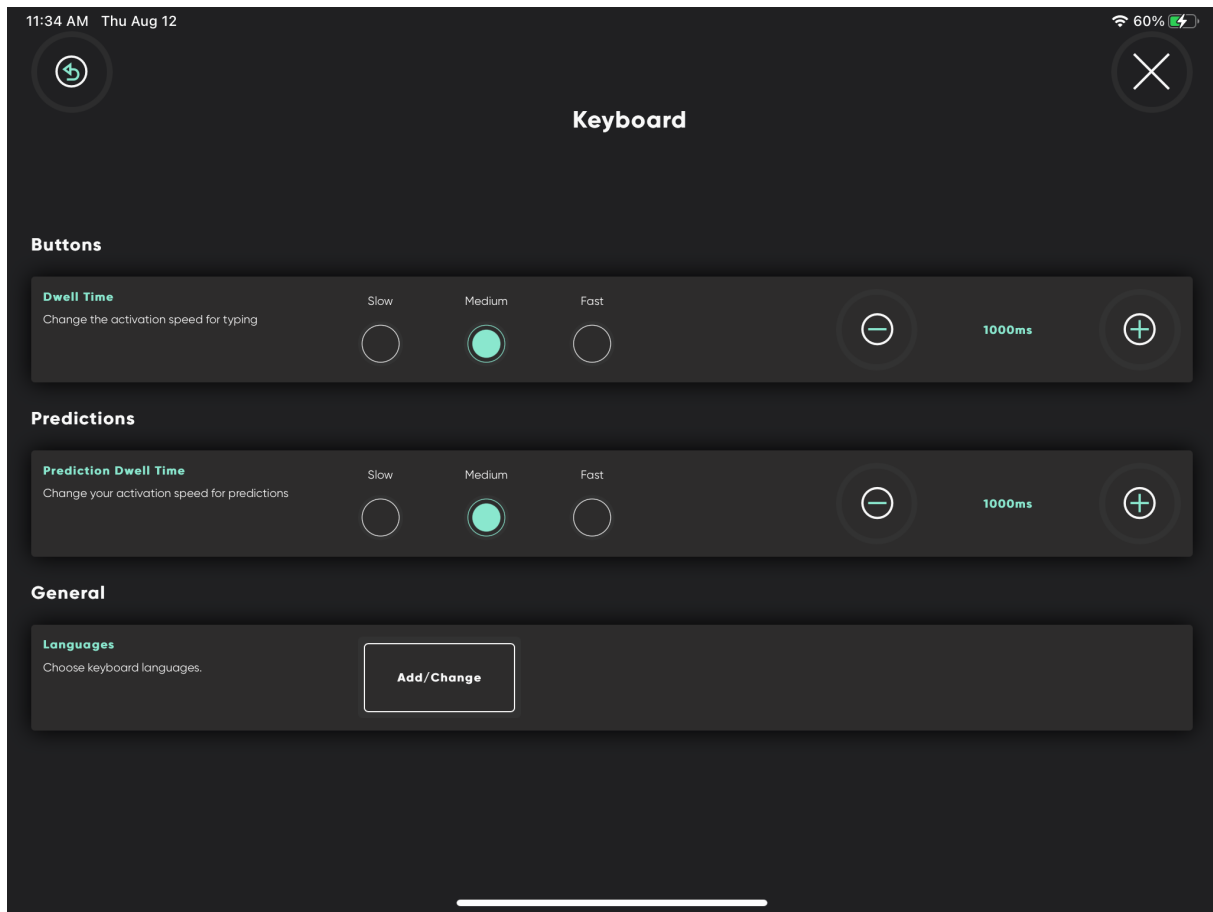 11:34 AM Thu Aug 12
60%
Keyboard
Buttons
Dwell Time
Change the activation speed for typing
Slow Medium Fast
1000ms
Predictions
Prediction Dwell Time
Change your activation speed for predictions
Slow Medium Fast
1000ms
General
Languages
Choose keyboard languages.
Add/Change